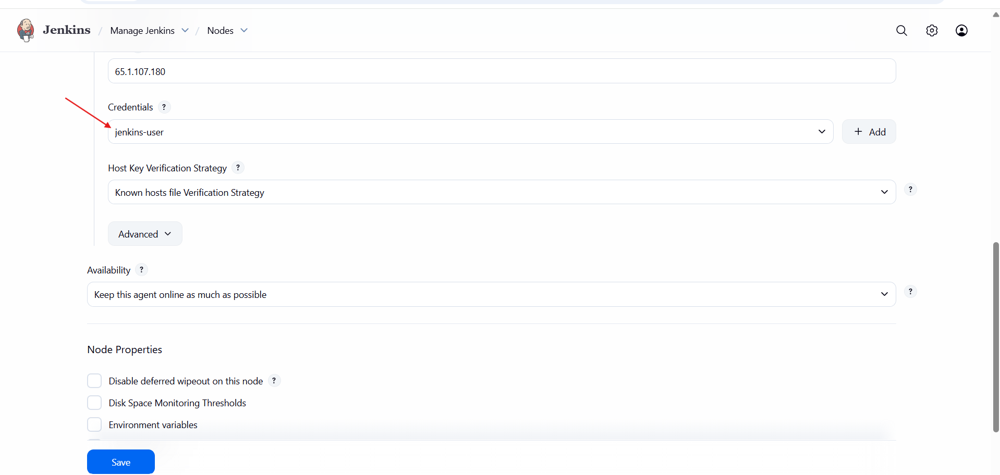 Jenkins / Manage Jenkins / Nodes
65.1.107.180
Credentials ?
jenkins-user
+ Add
Host Key Verification Strategy ?
Known hosts file Verification Strategy
?
Advanced
Availability ?
Keep this agent online as much as possible
?
Node Properties
Disable deferred wipeout on this node ?
Disk Space Monitoring Thresholds
Environment variables
Save